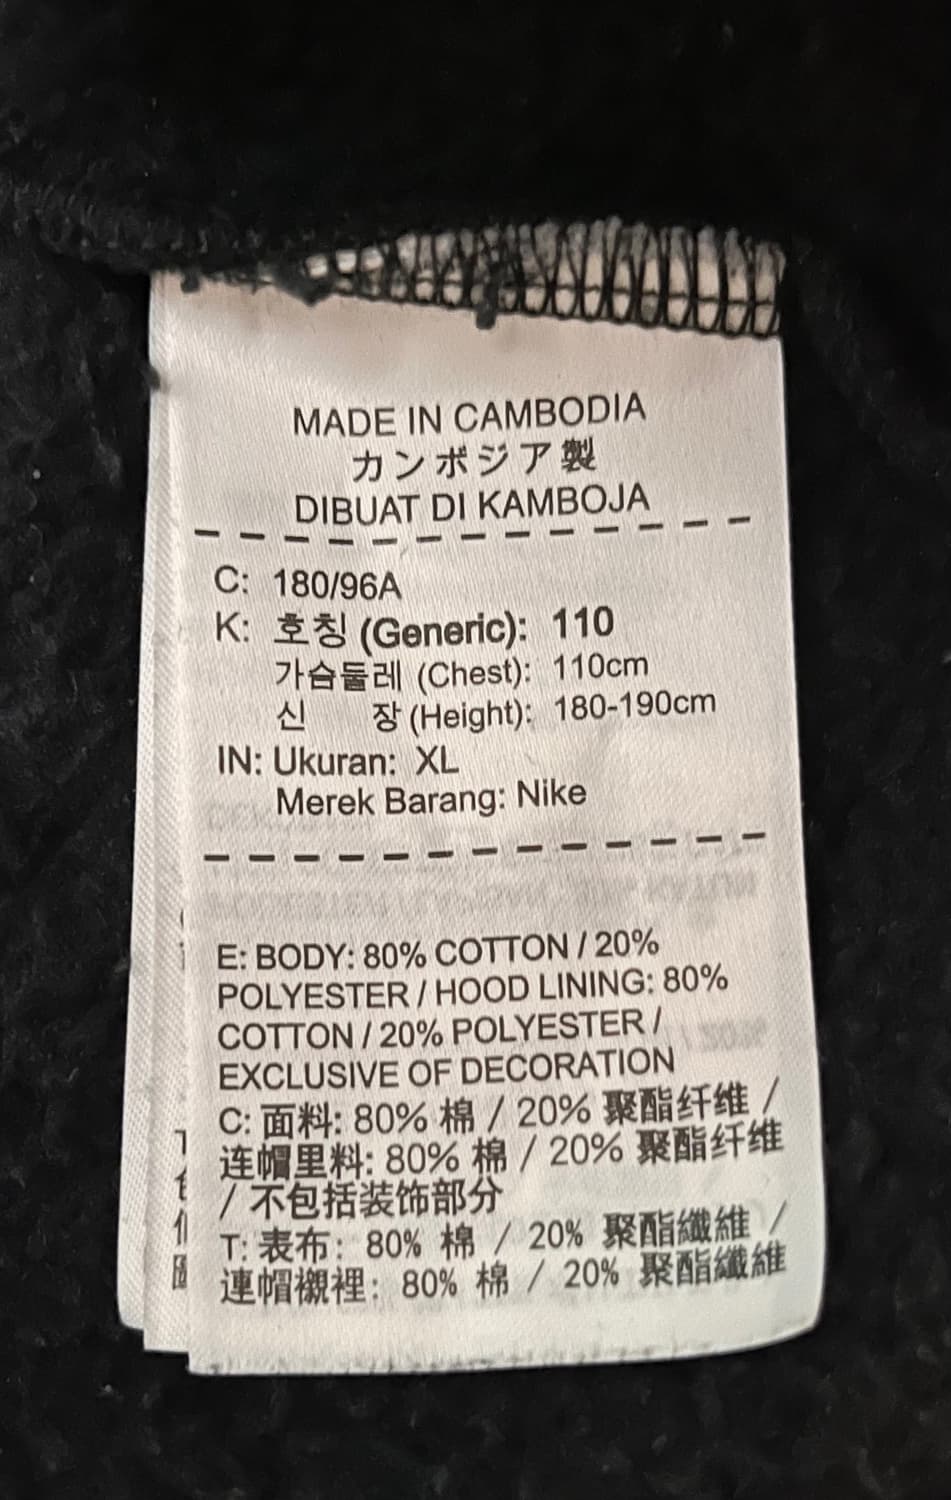 MADE IN CAMBODIA
カンボジア製
DIBUAT DI KAMBOJA
C: 180/96A
K: 호칭 (Generic): 110
가슴둘레 (Chest): 110cm
신 장 (Height): 180-190cm
IN: Ukuran: XL
Merek Barang: Nike
E: BODY: 80% COTTON / 20%
POLYESTER / HOOD LINING: 80%
COTTON / 20% POLYESTER /
EXCLUSIVE OF DECORATION
C: 面料: 80% 棉 / 20% 聚酯纤维 /
连帽里料: 80% 棉 / 20% 聚酯纤维
/ 不包括装饰部分
T: 表布: 80% 棉 / 20% 聚酯纖維 /
連帽襯裡: 80% 棉 / 20% 聚酯纖維